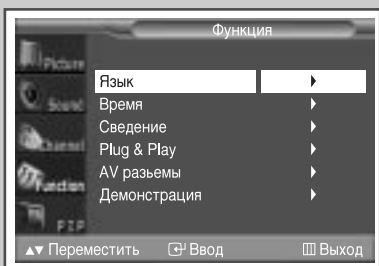 Функция
Picture
Sound
Channel
Function
PIP
Язык
Время
Сведение
Plug & Play
AV разьемы
Демонстрация
Переместить Ввод Выход